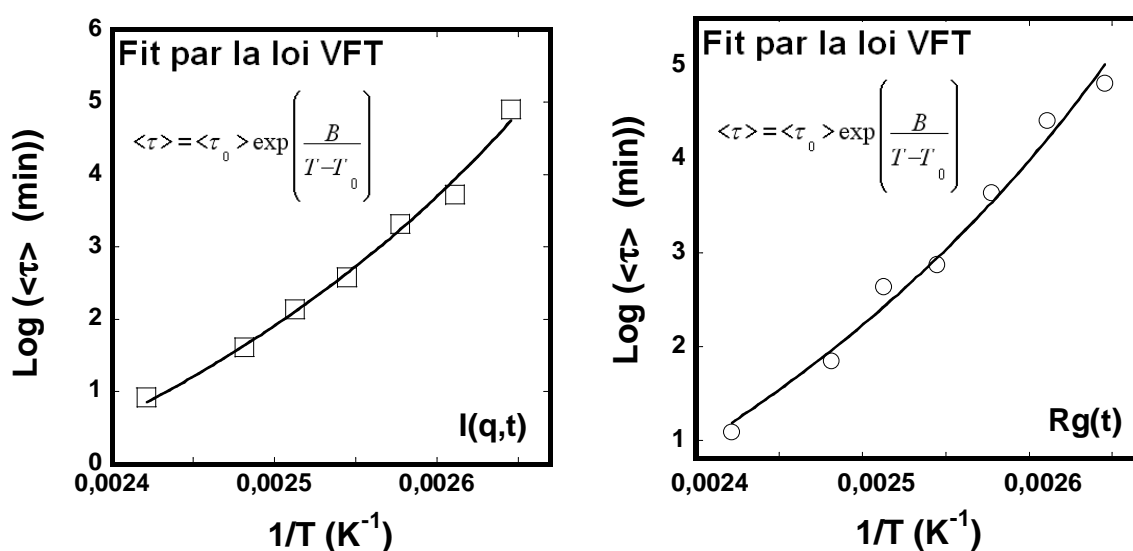 Fit par la loi VFT
<τ>=<τ₀>exp(B/(T−T₀))
Log (<τ> (min))
6
5
4
3
2
1
0
0,0024
0,0025
0,0026
1/T (K⁻¹)
I(q,t)
Fit par la loi VFT
<τ>=<τ₀>exp(B/(T−T₀))
Log (<τ> (min))
5
4
3
2
1
0,0024
0,0025
0,0026
1/T (K⁻¹)
Rg(t)